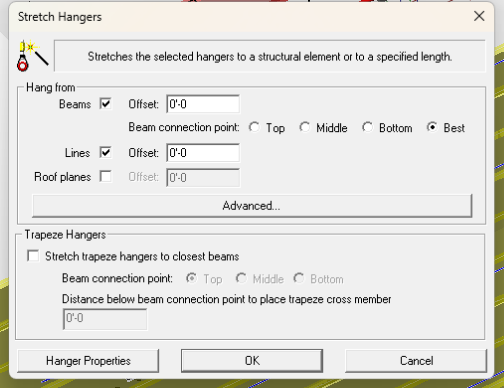 Stretch Hangers
Stretches the selected hangers to a structural element or to a specified length.
Hang from
Beams Offset: 0'-0
Beam connection point: Top Middle Bottom Best
Lines Offset: 0'-0
Roof planes Offset: 0'-0
Advanced...
Trapeze Hangers
Stretch trapeze hangers to closest beams
Beam connection point: Top Middle Bottom
Distance below beam connection point to place trapeze cross member
0'-0
Hanger Properties OK Cancel